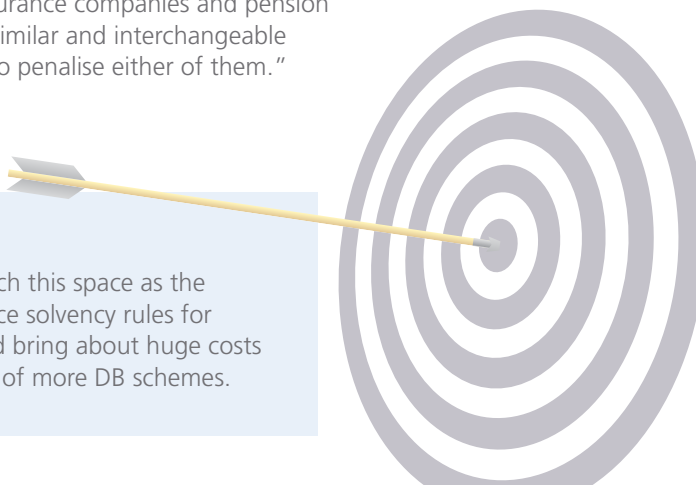 urance companies and pension
imilar and interchangeable
o penalise either of them.”
ch this space as the
ce solvency rules for
d bring about huge costs
of more DB schemes.